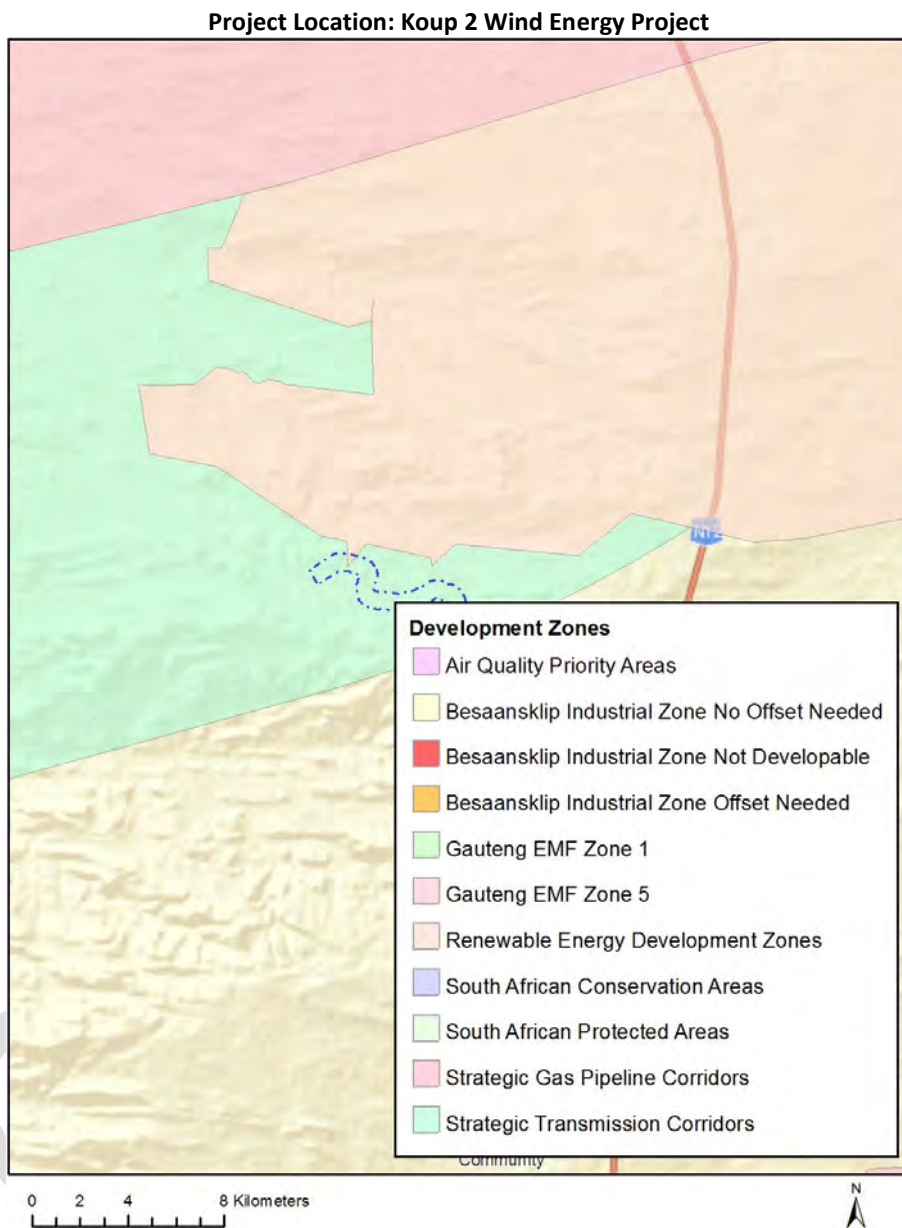 Project Location: Koup 2 Wind Energy Project
N12
Development Zones
Air Quality Priority Areas
Besaansklip Industrial Zone No Offset Needed
Besaansklip Industrial Zone Not Developable
Besaansklip Industrial Zone Offset Needed
Gauteng EMF Zone 1
Gauteng EMF Zone 5
Renewable Energy Development Zones
South African Conservation Areas
South African Protected Areas
Strategic Gas Pipeline Corridors
Strategic Transmission Corridors
Community
0 2 4 8 Kilometers
N